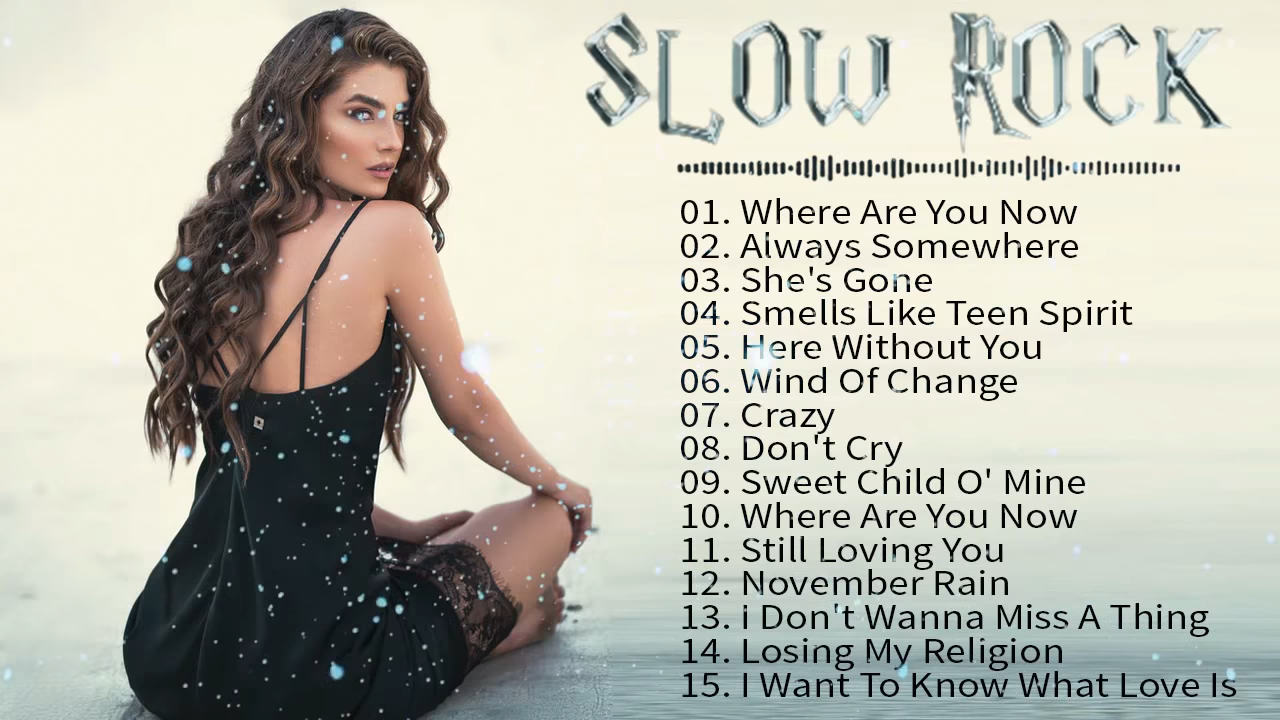 SLOW ROCK
01. Where Are You Now
02. Always Somewhere
03. She's Gone
04. Smells Like Teen Spirit
05. Here Without You
06. Wind Of Change
07. Crazy
08. Don't Cry
09. Sweet Child O' Mine
10. Where Are You Now
11. Still Loving You
12. November Rain
13. i Don't Wanna Miss A Thing
14. Losing My Religion
15. I Want To Know What Love Is